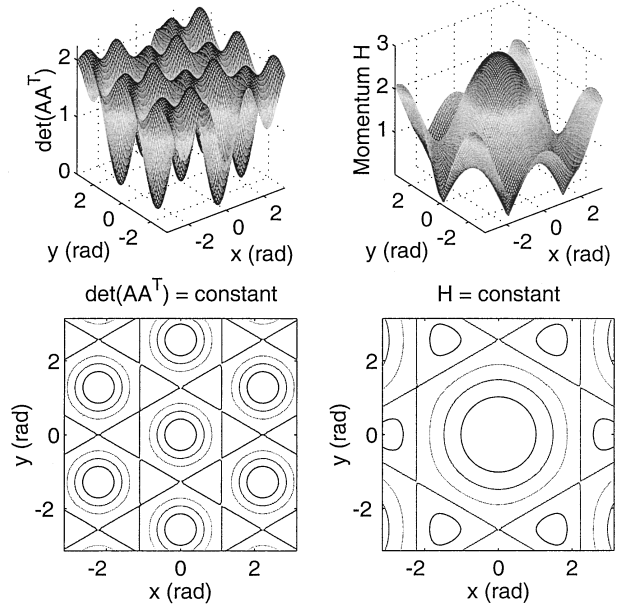 det(AA^T)
2
1
0
2
0
-2
y (rad)
-2
0
2
x (rad)
Momentum H
3
2
1
2
0
-2
y (rad)
-2
0
2
x (rad)
det(AA^T) = constant
y (rad)
2
0
-2
-2
0
2
x (rad)
H = constant
y (rad)
2
0
-2
-2
0
2
x (rad)